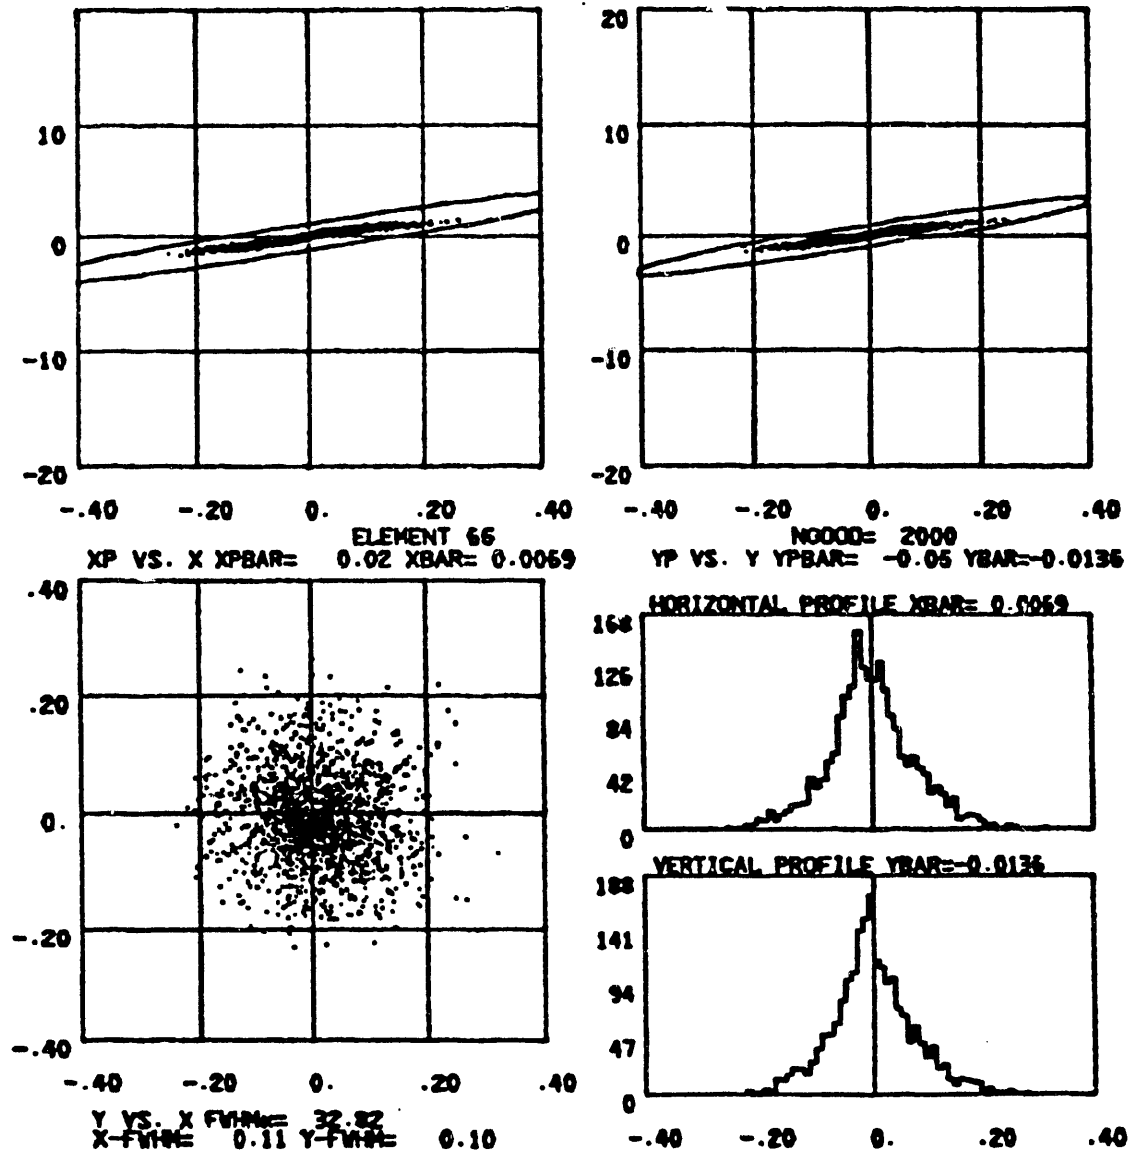 20
10
10
0
0
-10
-10
-20
-20
-.40 -.20 0. .20 .40
-.40 -.20 0. .20 .40
ELEMENT 66
NGOOD= 2000
XP VS. X XPBAR= 0.02 XBAR= 0.0069
YP VS. Y YPBAR= -0.05 YBAR=-0.0136
.40
.20
0.
-.20
-.40
-.40 -.20 0. .20 .40
Y VS. X 32.82
X-FWHM= 0.11 Y-FWHM= 0.10
HORIZONTAL PROFILE XBAR= 0.0069
168
126
84
42
0
VERTICAL PROFILE YBAR=-0.0136
188
141
94
47
0
-.40 -.20 0. .20 .40